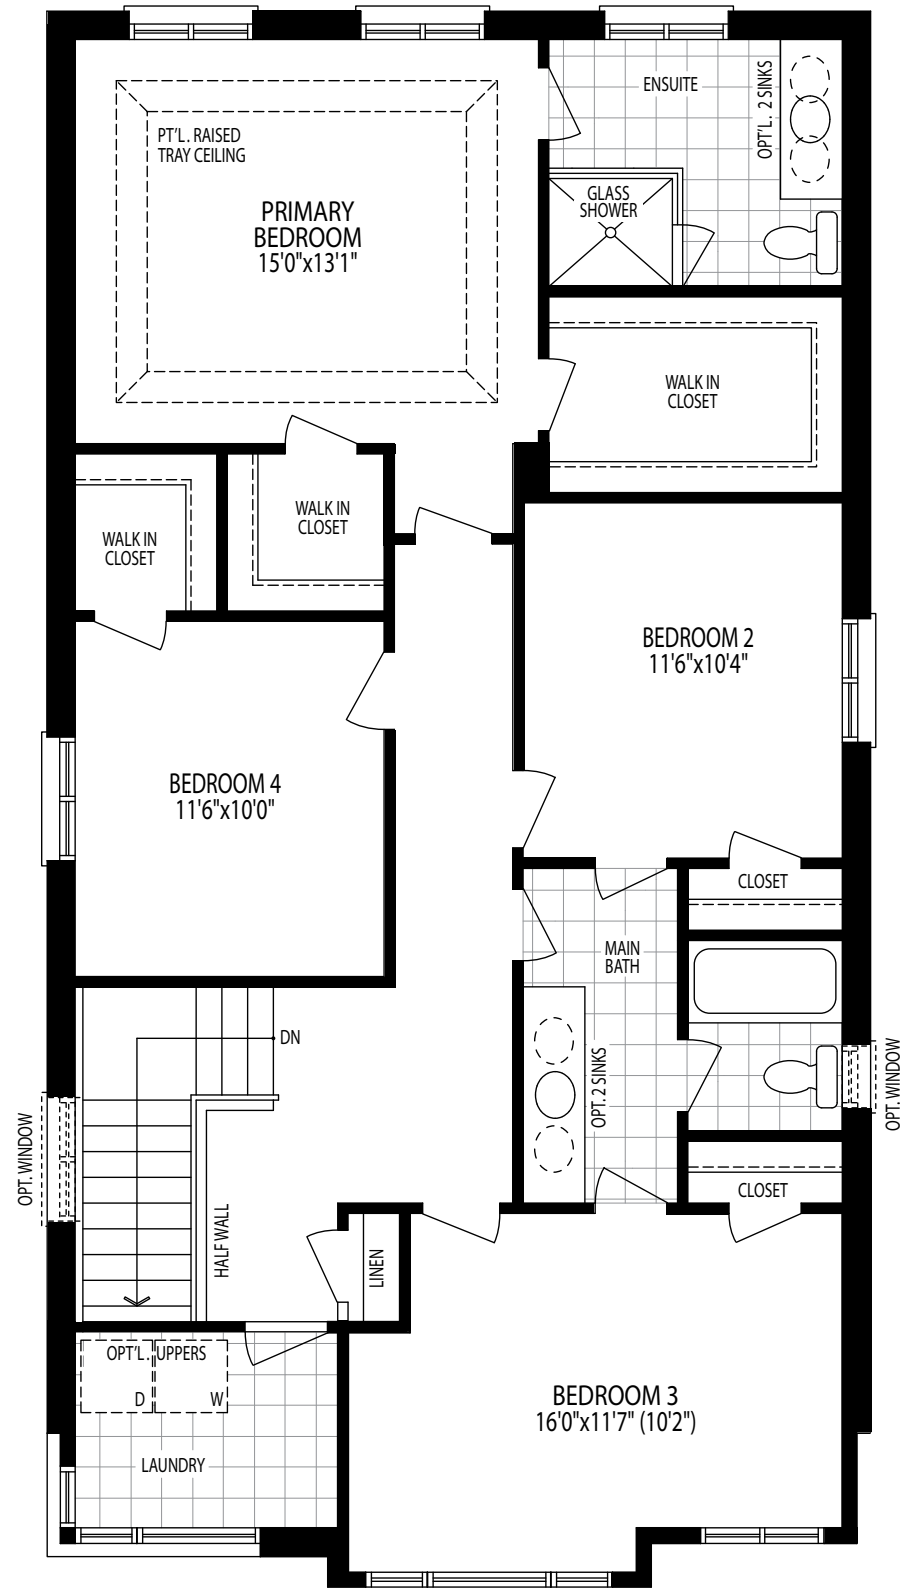 ENSUITE
OPT'L. 2 SINKS
PT'L. RAISED
TRAY CEILING
GLASS
SHOWER
PRIMARY
BEDROOM
15'0"x13'1"
WALK IN
CLOSET
WALK IN
CLOSET
WALK IN
CLOSET
BEDROOM 2
11'6"x10'4"
BEDROOM 4
11'6"x10'0"
CLOSET
MAIN
BATH
DN
OPT. 2 SINKS
OPT. WINDOW
OPT. WINDOW
CLOSET
HALF WALL
LINEN
OPT'L. UPPERS
D
W
LAUNDRY
BEDROOM 3
16'0"x11'7" (10'2")